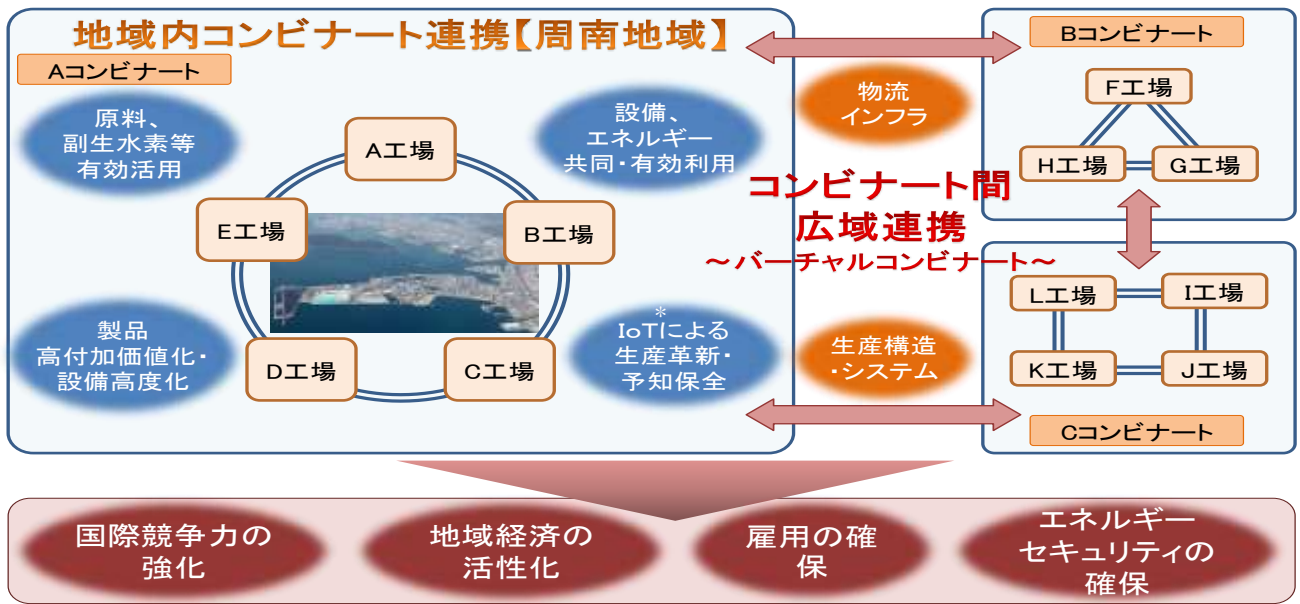 地域内コンビナート連携【周南地域】
Aコンビナート
原料、
副生水素等
有効活用
設備、
エネルギー
共同・有効利用
A工場
B工場
C工場
D工場
E工場
製品
高付加価値化・
設備高度化
*
IoTによる
生産革新・
予知保全
物流
インフラ
コンビナート間
広域連携
～バーチャルコンビナート～
生産構造
・システム
Bコンビナート
F工場
H工場
G工場
L工場
I工場
K工場
J工場
Cコンビナート
国際競争力の
強化
地域経済の
活性化
雇用の確
保
エネルギー
セキュリティの
確保